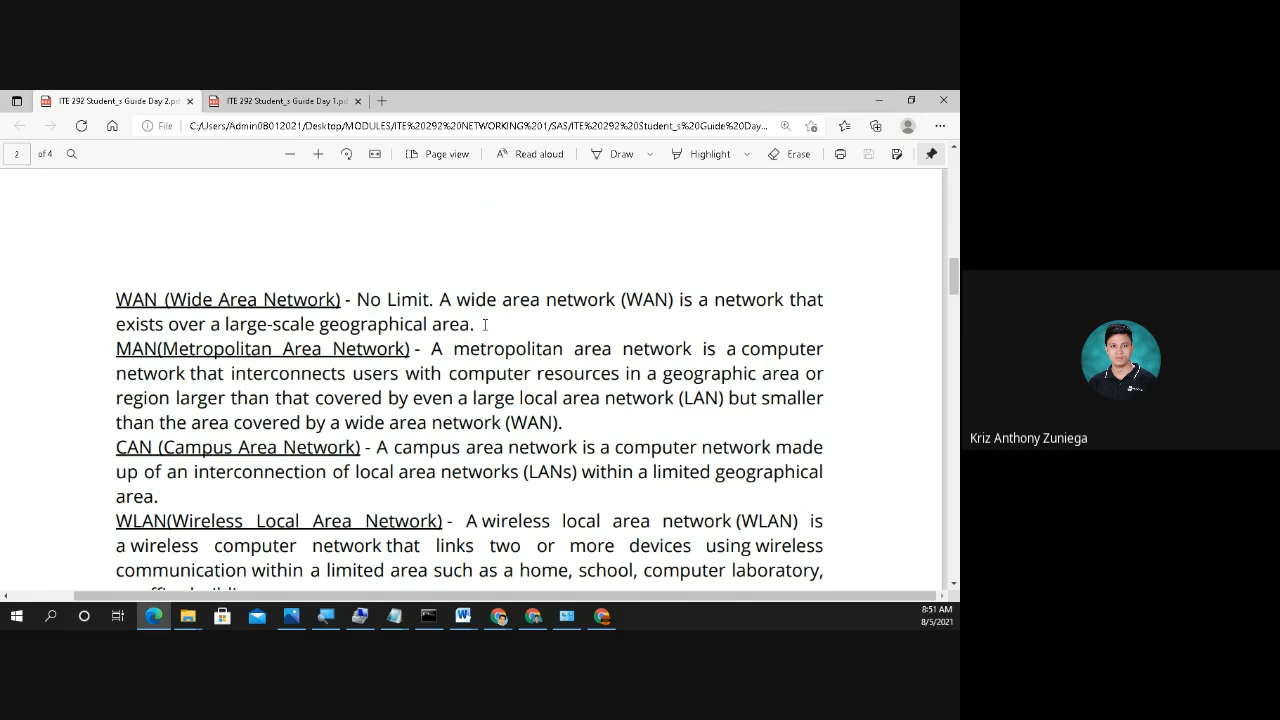 ITE 292 Student_s Guide Day 2.pd
ITE 292 Student_s Guide Day 1.pd
File
C:/Users/Admin08012021/Desktop/MODULES/ITE%20292%20NETWORKING%201/SAS/ITE%20292%20Student_s%20Guide%20Day...
2 of 4
Page view
Read aloud
Draw
Highlight
Erase
WAN (Wide Area Network) - No Limit. A wide area network (WAN) is a network that
exists over a large-scale geographical area.
MAN(Metropolitan Area Network) - A metropolitan area network is a computer
network that interconnects users with computer resources in a geographic area or
region larger than that covered by even a large local area network (LAN) but smaller
than the area covered by a wide area network (WAN).
CAN (Campus Area Network) - A campus area network is a computer network made
up of an interconnection of local area networks (LANs) within a limited geographical
area.
WLAN(Wireless Local Area Network) - A wireless local area network (WLAN) is
a wireless computer network that links two or more devices using wireless
communication within a limited area such as a home, school, computer laboratory,
8:51 AM
8/5/2021
Kriz Anthony Zuniega